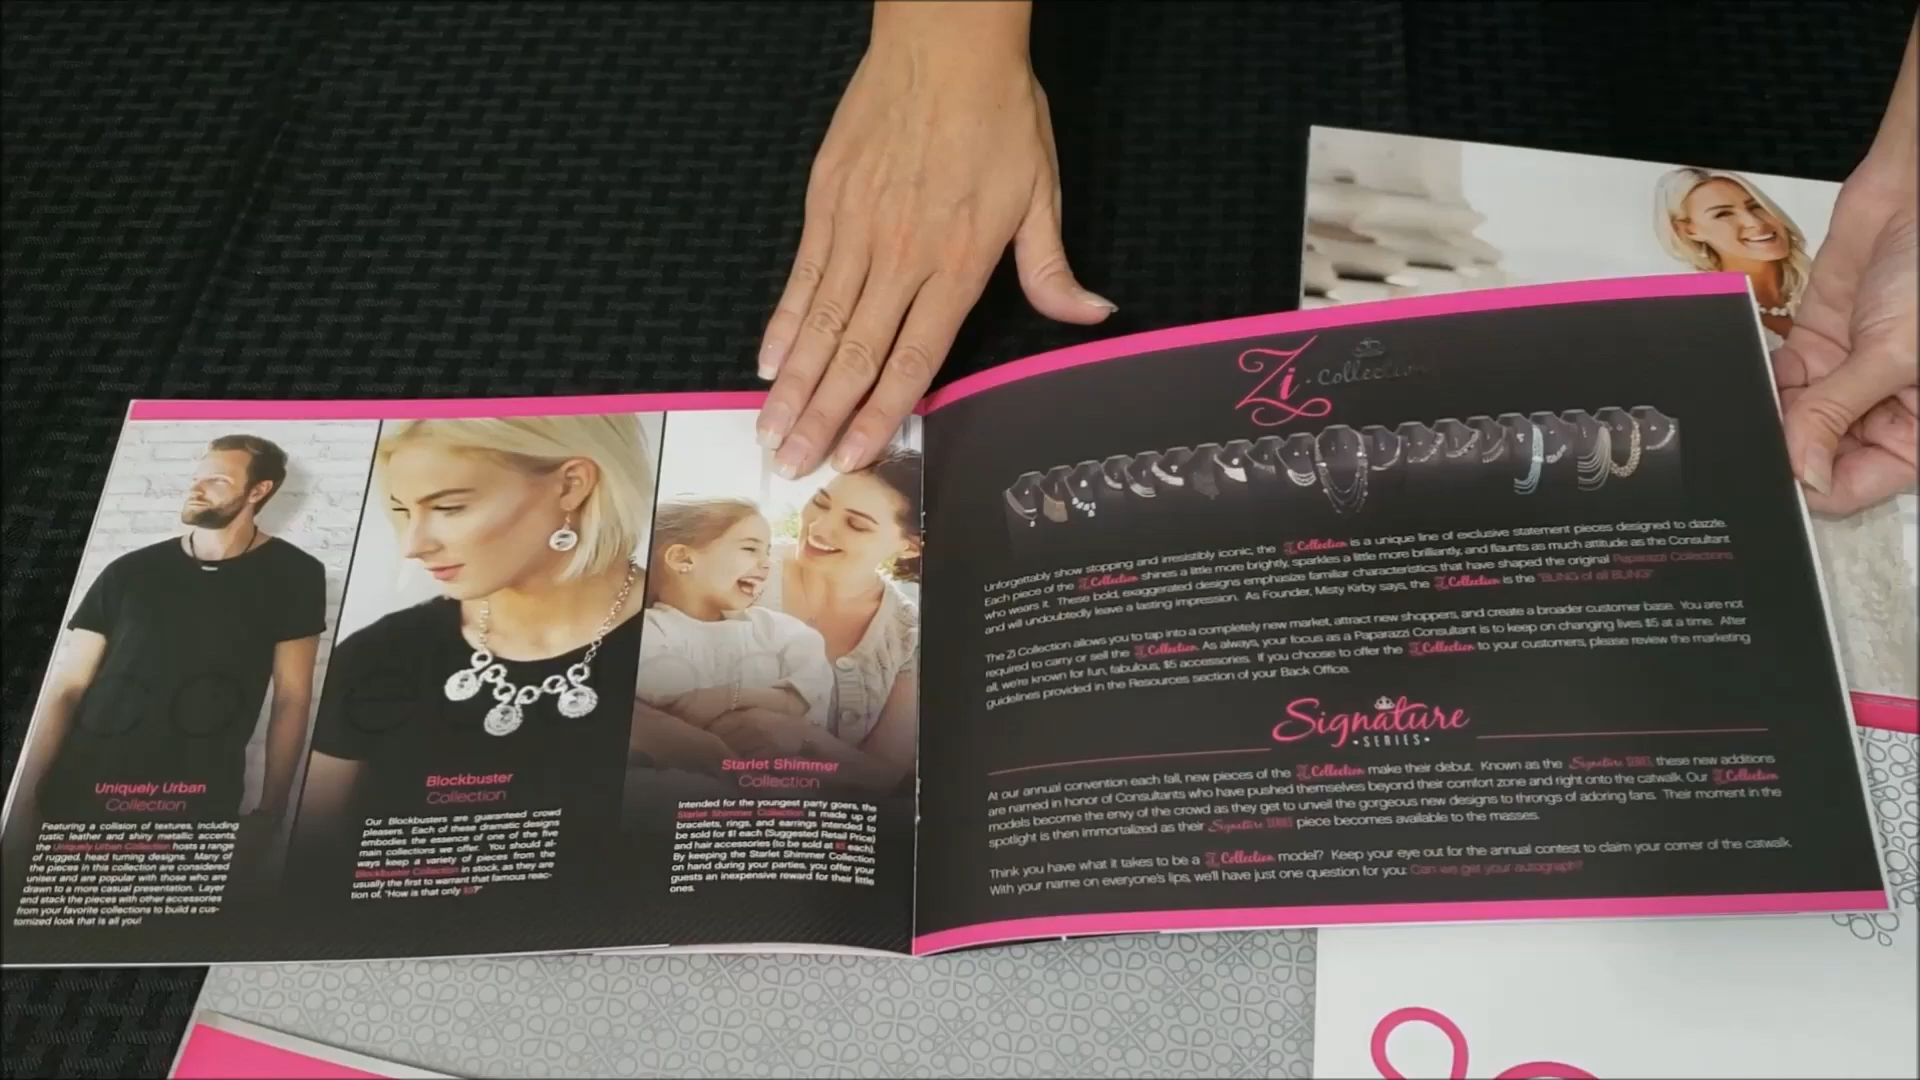 Uniquely Urban
Collection
Featuring a collision of textures, including
rustic leather and shiny metallic accents,
the Uniquely Urban Collection hosts a range
of rugged, head turning designs. Many of
the pieces in this collection are considered
unisex and are popular with those who are
drawn to a more casual presentation. Layer
and stack the pieces with other accessories
from your favorite collections to build a cus-
tomized look that is all you!
Blockbuster
Collection
Our Blockbusters are guaranteed crowd
pleasers. Each of these dramatic designs
embodies the essence of one of the five
main collections we offer. You should al-
ways keep a variety of pieces from the
Blockbuster Collection in stock, as they are
usually the first to warrant that famous reac-
tion of, "How is that only $5?"
Starlet Shimmer
Collection
Intended for the youngest party goers, the
Starlet Shimmer Collection is made up of
bracelets, rings, and earrings intended to
be sold for $1 each (Suggested Retail Price)
and hair accessories (to be sold at $5 each).
By keeping the Starlet Shimmer Collection
on hand during your parties, you offer your
guests an inexpensive reward for their little
ones.
Zi Collection
Unforgettably show stopping and irresistibly iconic, the Zi Collection is a unique line of exclusive statement pieces designed to dazzle.
Each piece of the Zi Collection shines a little more brightly, sparkles a little more brilliantly, and flaunts as much attitude as the Consultant
who wears it. These bold, exaggerated designs emphasize familiar characteristics that have shaped the original Paparazzi Collections
and will undoubtedly leave a lasting impression. As Founder, Misty Kirby says, the Zi Collection is the "BLING of all BLING!"
The Zi Collection allows you to tap into a completely new market, attract new shoppers, and create a broader customer base. You are not
required to carry or sell the Zi Collection. As always, your focus as a Paparazzi Consultant is to keep on changing lives $5 at a time. After
all, we're known for fun, fabulous, $5 accessories. If you choose to offer the Zi Collection to your customers, please review the marketing
guidelines provided in the Resources section of your Back Office.
Signature
•SERIES•
At our annual convention each fall, new pieces of the Zi Collection make their debut. Known as the Signature SERIES these new additions
are named in honor of Consultants who have pushed themselves beyond their comfort zone and right onto the catwalk. Our Zi Collection
models become the envy of the crowd as they get to unveil the gorgeous new designs to throngs of adoring fans. Their moment in the
spotlight is then immortalized as their Signature SERIES piece becomes available to the masses.
Think you have what it takes to be a Zi Collection model? Keep your eye out for the annual contest to claim your corner of the catwalk.
With your name on everyone's lips, we'll have just one question for you: Can we get your autograph?